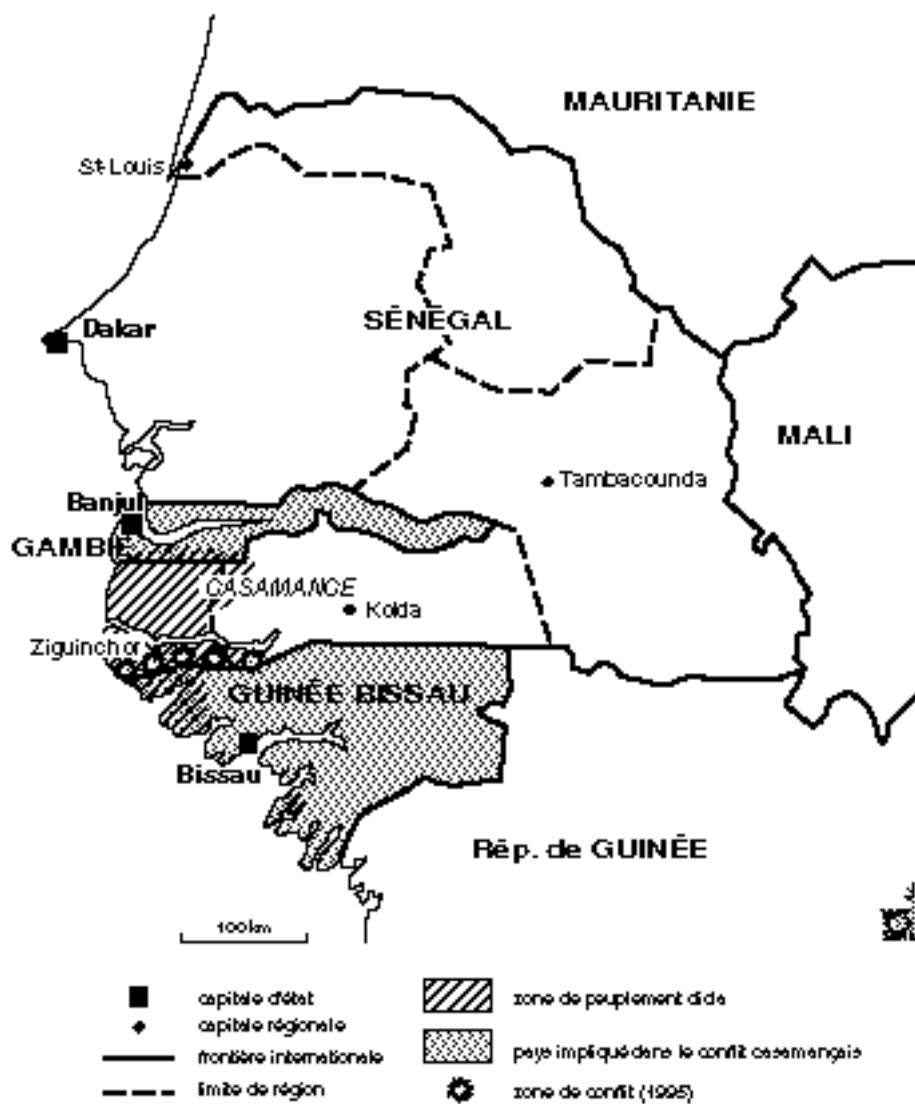 MAURITANIE
St-Louis
Dakar
SÉNÉGAL
MALI
Tambacounda
Banjul
GAMBIE
CASAMANCE
Kolda
Ziguinchor
GUINÉE BISSAU
Bissau
Rép. de GUINÉE
100 km
capitale d'état
capitale régionale
frontière internationale
limite de région
zone de peuplement diola
pays impliqué dans le conflit casamançais
zone de conflit (1995)